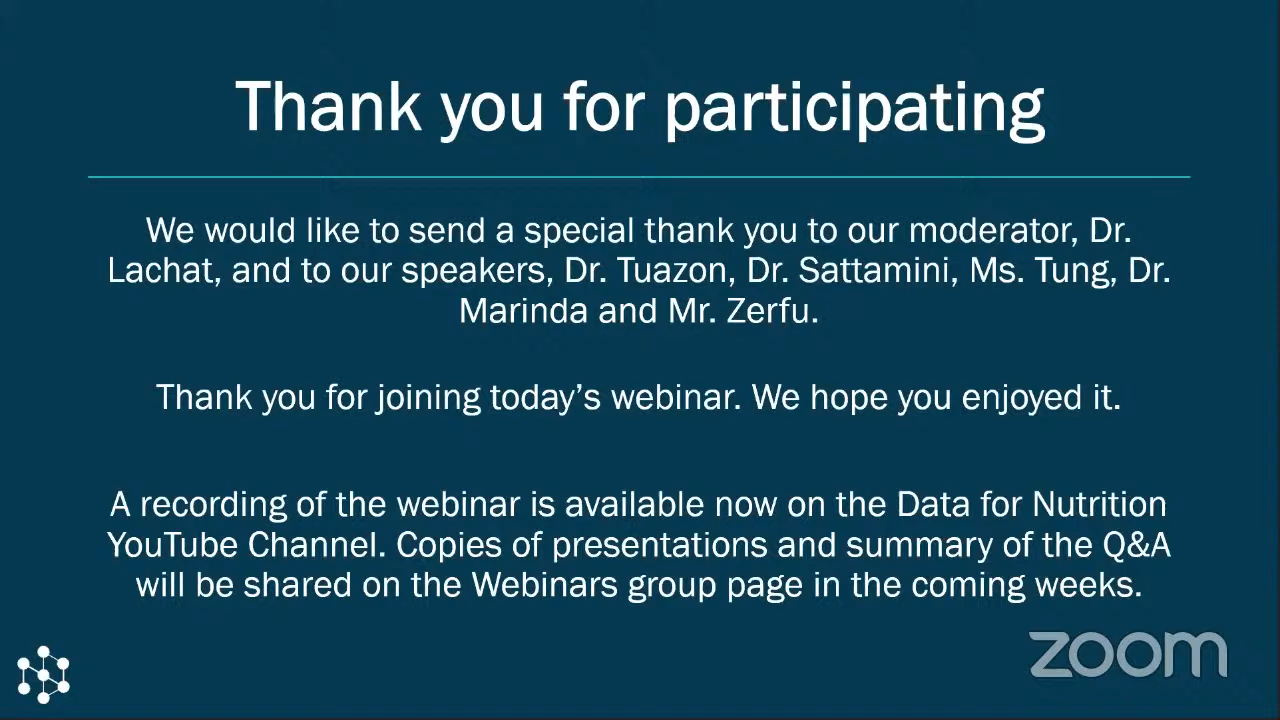 Thank you for participating
We would like to send a special thank you to our moderator, Dr.
Lachat, and to our speakers, Dr. Tuazon, Dr. Sattamini, Ms. Tung, Dr.
Marinda and Mr. Zerfu.
Thank you for joining today’s webinar. We hope you enjoyed it.
A recording of the webinar is available now on the Data for Nutrition
YouTube Channel. Copies of presentations and summary of the Q&A
will be shared on the Webinars group page in the coming weeks.
zoom